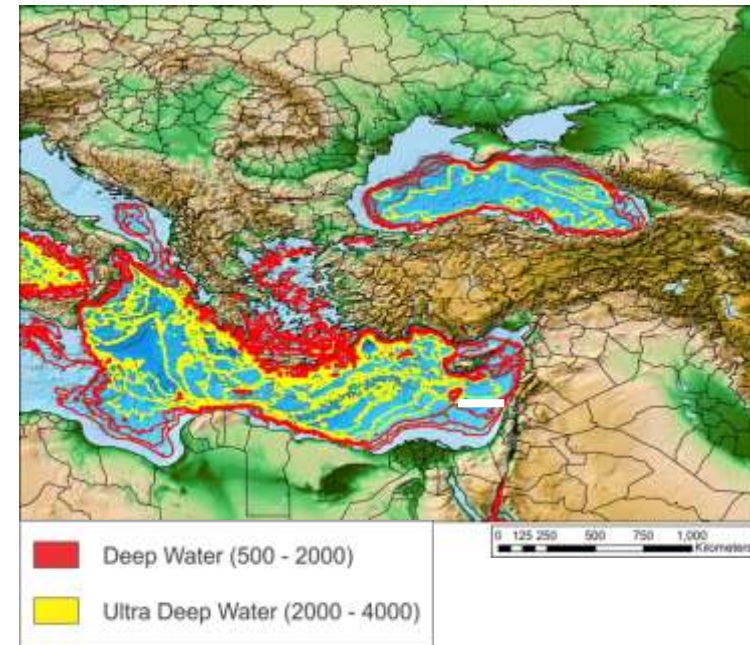 Deep Water (500 - 2000)
Ultra Deep Water (2000 - 4000)
0 125 250 500 750 1,000
Kilometers